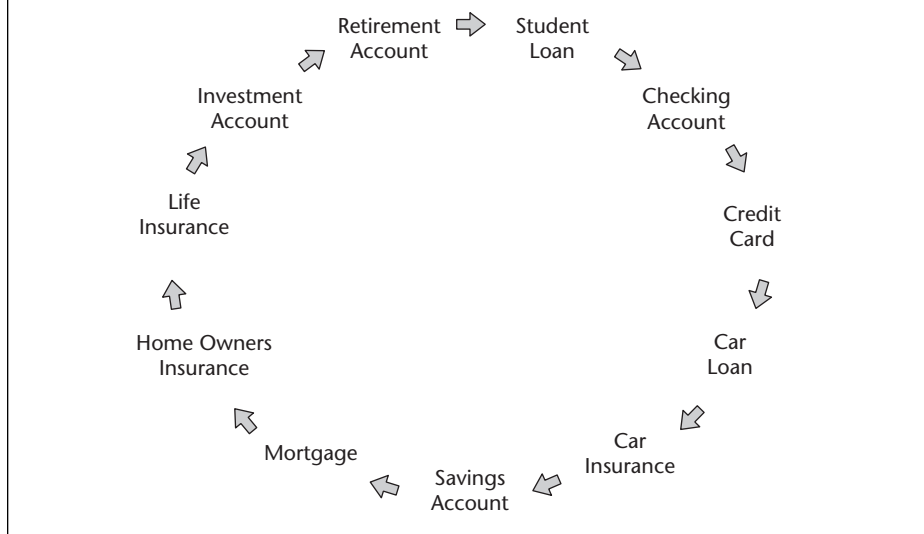 Retirement
Account
Student
Loan
Checking
Account
Credit
Card
Car
Loan
Car
Insurance
Savings
Account
Mortgage
Home Owners
Insurance
Life
Insurance
Investment
Account